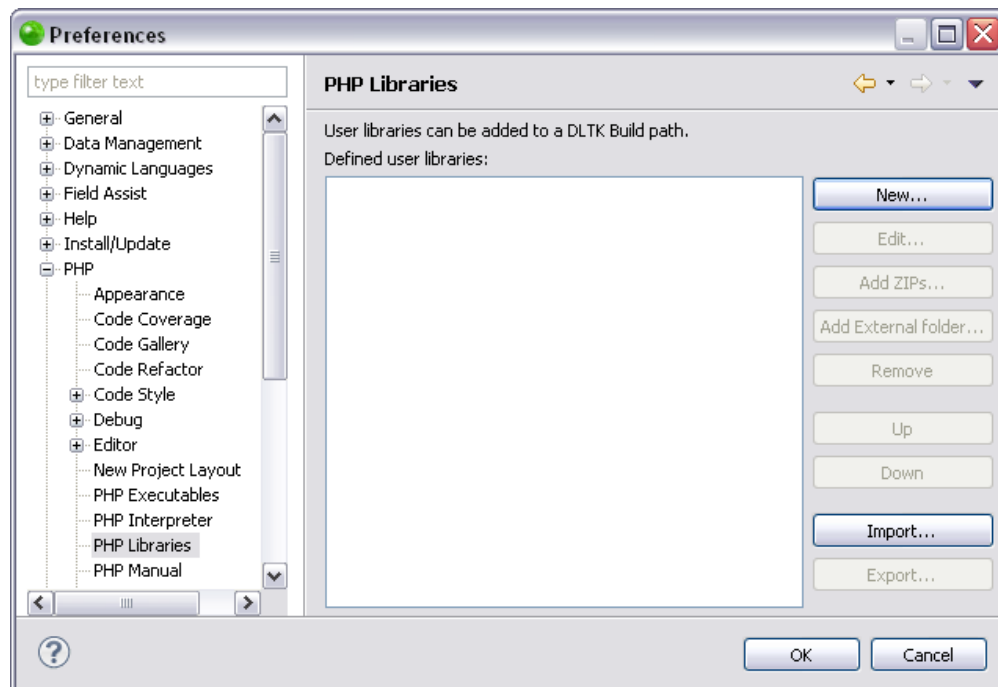 Preferences
type filter text
General
Data Management
Dynamic Languages
Field Assist
Help
Install/Update
PHP
Appearance
Code Coverage
Code Gallery
Code Refactor
Code Style
Debug
Editor
New Project Layout
PHP Executables
PHP Interpreter
PHP Libraries
PHP Manual
PHP Libraries
User libraries can be added to a DLTK Build path.
Defined user libraries:
New...
Edit...
Add ZIPs...
Add External folder...
Remove
Up
Down
Import...
Export...
?
OK
Cancel